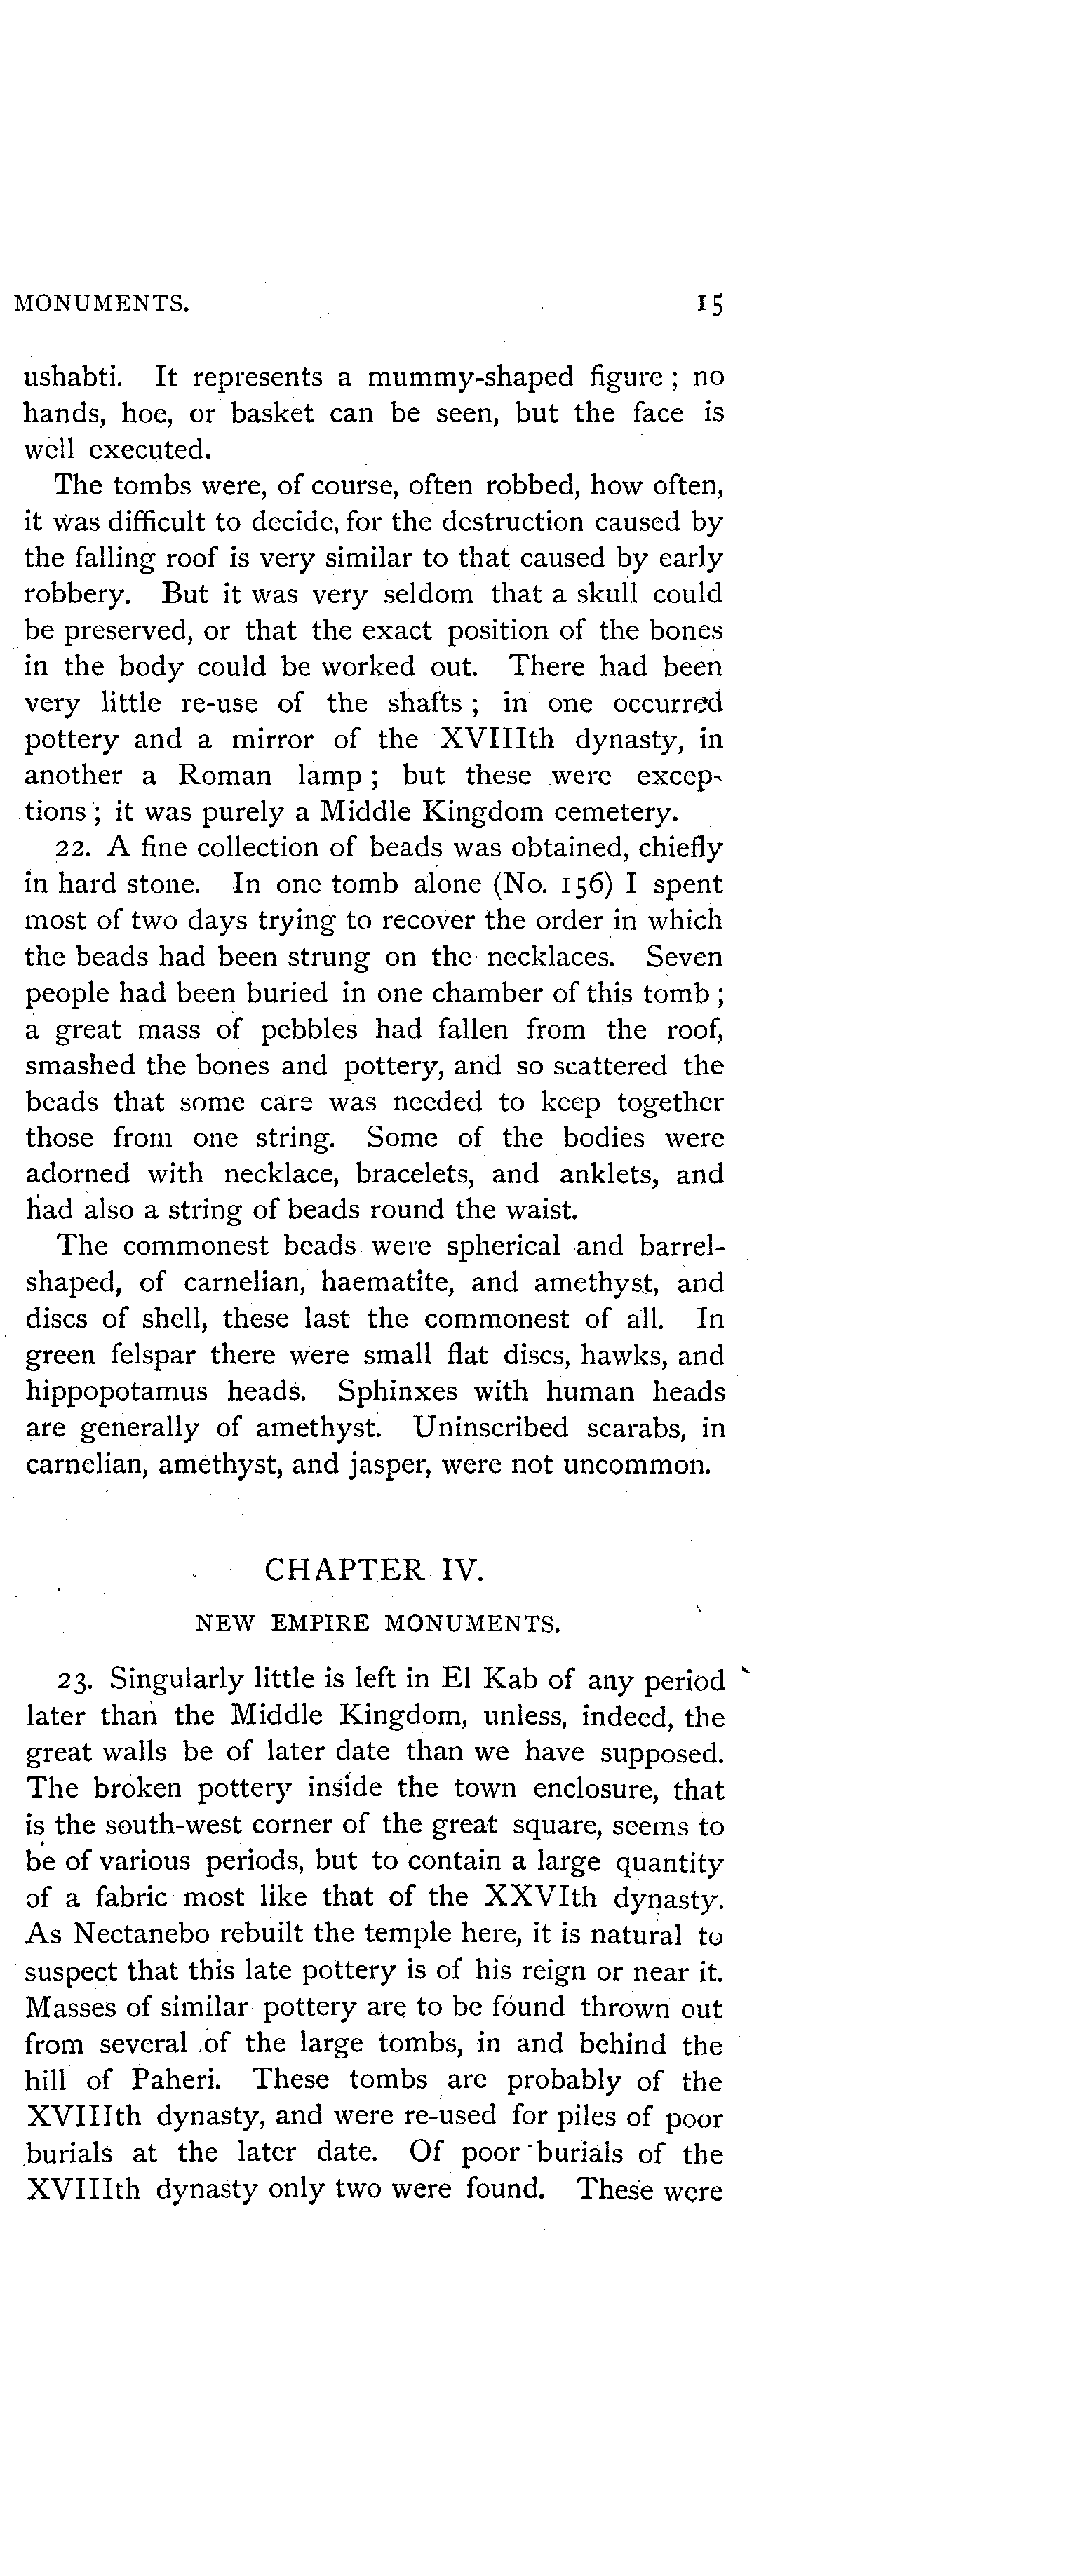 MONUMENTS. 15
ushabti. It represents a mummy-shaped figure ; no
hands, hoe, or basket can be seen, but the face is
well executed.
The tombs were, of course, often robbed, how often,
it was difficult to decide, for the destruction caused by
the falling roof is very similar to that caused by early
robbery. But it was very seldom that a skull could
be preserved, or that the exact position of the bones
in the body could be worked out. There had been
very little re-use of the shafts ; in one occurred
pottery and a mirror of the XVIIIth dynasty, in
another a Roman lamp ; but these were excep-
tions ; it was purely a Middle Kingdom cemetery.
22. A fine collection of beads was obtained, chiefly
in hard stone. In one tomb alone (No. 156) I spent
most of two days trying to recover the order in which
the beads had been strung on the necklaces. Seven
people had been buried in one chamber of this tomb ;
a great mass of pebbles had fallen from the roof,
smashed the bones and pottery, and so scattered the
beads that some care was needed to keep together
those from one string. Some of the bodies were
adorned with necklace, bracelets, and anklets, and
had also a string of beads round the waist.
The commonest beads were spherical and barrel-
shaped, of carnelian, haematite, and amethyst, and
discs of shell, these last the commonest of all. In
green felspar there were small flat discs, hawks, and
hippopotamus heads. Sphinxes with human heads
are generally of amethyst. Uninscribed scarabs, in
carnelian, amethyst, and jasper, were not uncommon.
CHAPTER IV.
NEW EMPIRE MONUMENTS.
23. Singularly little is left in El Kab of any period
later than the Middle Kingdom, unless, indeed, the
great walls be of later date than we have supposed.
The broken pottery inside the town enclosure, that
is the south-west corner of the great square, seems to
be of various periods, but to contain a large quantity
of a fabric most like that of the XXVIth dynasty.
As Nectanebo rebuilt the temple here, it is natural to
suspect that this late pottery is of his reign or near it.
Masses of similar pottery are to be found thrown out
from several of the large tombs, in and behind the
hill of Paheri. These tombs are probably of the
XVIIIth dynasty, and were re-used for piles of poor
burials at the later date. Of poor burials of the
XVIIIth dynasty only two were found. These were